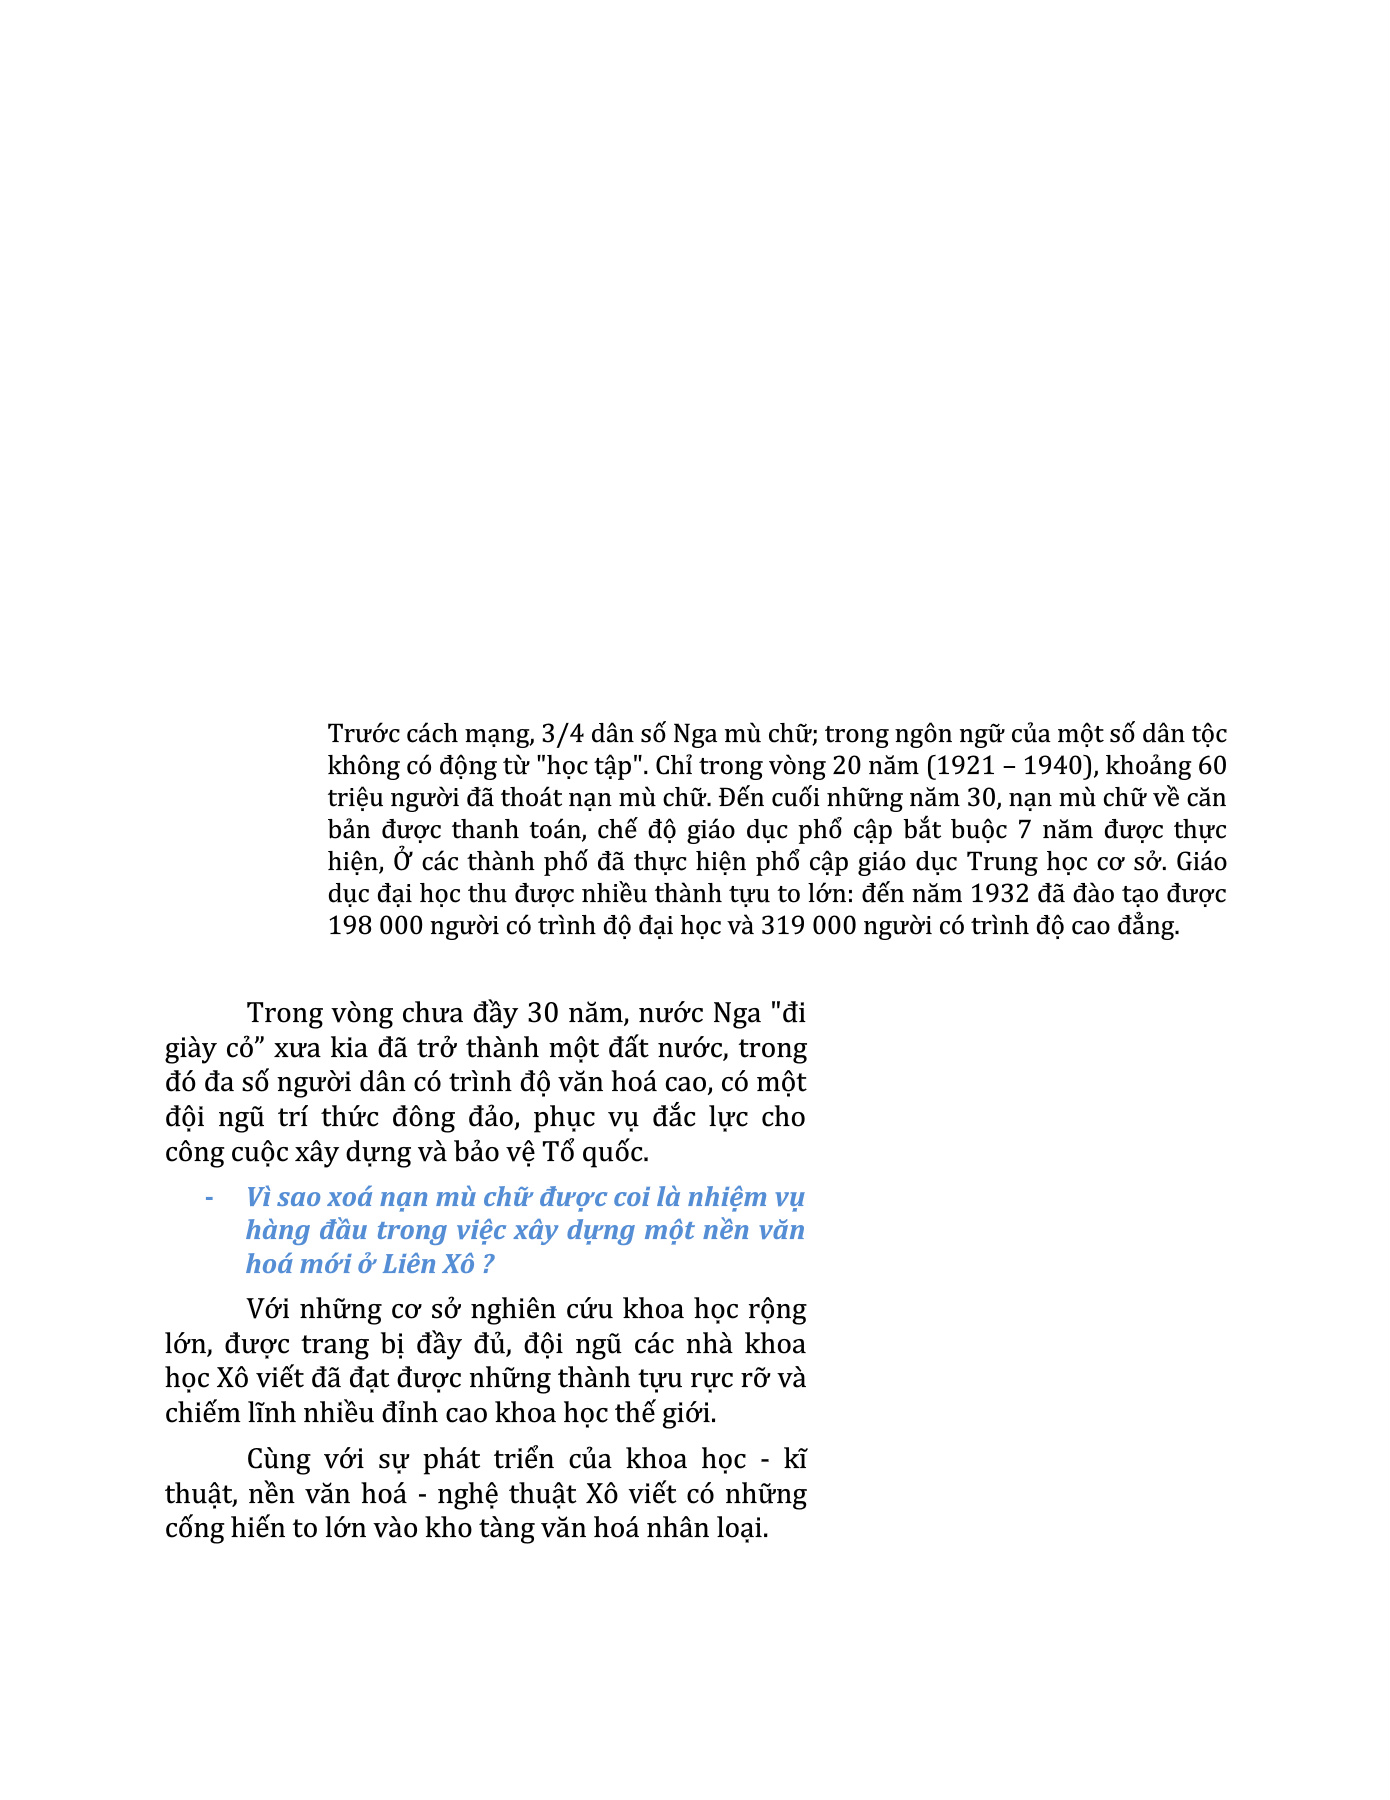 Trước cách mạng, 3/4 dân số Nga mù chữ; trong ngôn ngữ của một số dân tộc
không có động từ "học tập". Chỉ trong vòng 20 năm (1921 – 1940), khoảng 60
triệu người đã thoát nạn mù chữ. Đến cuối những năm 30, nạn mù chữ về căn
bản được thanh toán, chế độ giáo dục phổ cập bắt buộc 7 năm được thực
hiện, Ở các thành phố đã thực hiện phổ cập giáo dục Trung học cơ sở. Giáo
dục đại học thu được nhiều thành tựu to lớn: đến năm 1932 đã đào tạo được
198 000 người có trình độ đại học và 319 000 người có trình độ cao đẳng.
Trong vòng chưa đầy 30 năm, nước Nga "đi
giày cỏ” xưa kia đã trở thành một đất nước, trong
đó đa số người dân có trình độ văn hoá cao, có một
đội ngũ trí thức đông đảo, phục vụ đắc lực cho
công cuộc xây dựng và bảo vệ Tổ quốc.
- Vì sao xoá nạn mù chữ được coi là nhiệm vụ
hàng đầu trong việc xây dựng một nền văn
hoá mới ở Liên Xô ?
Với những cơ sở nghiên cứu khoa học rộng
lớn, được trang bị đầy đủ, đội ngũ các nhà khoa
học Xô viết đã đạt được những thành tựu rực rỡ và
chiếm lĩnh nhiều đỉnh cao khoa học thế giới.
Cùng với sự phát triển của khoa học - kĩ
thuật, nền văn hoá - nghệ thuật Xô viết có những
cống hiến to lớn vào kho tàng văn hoá nhân loại.